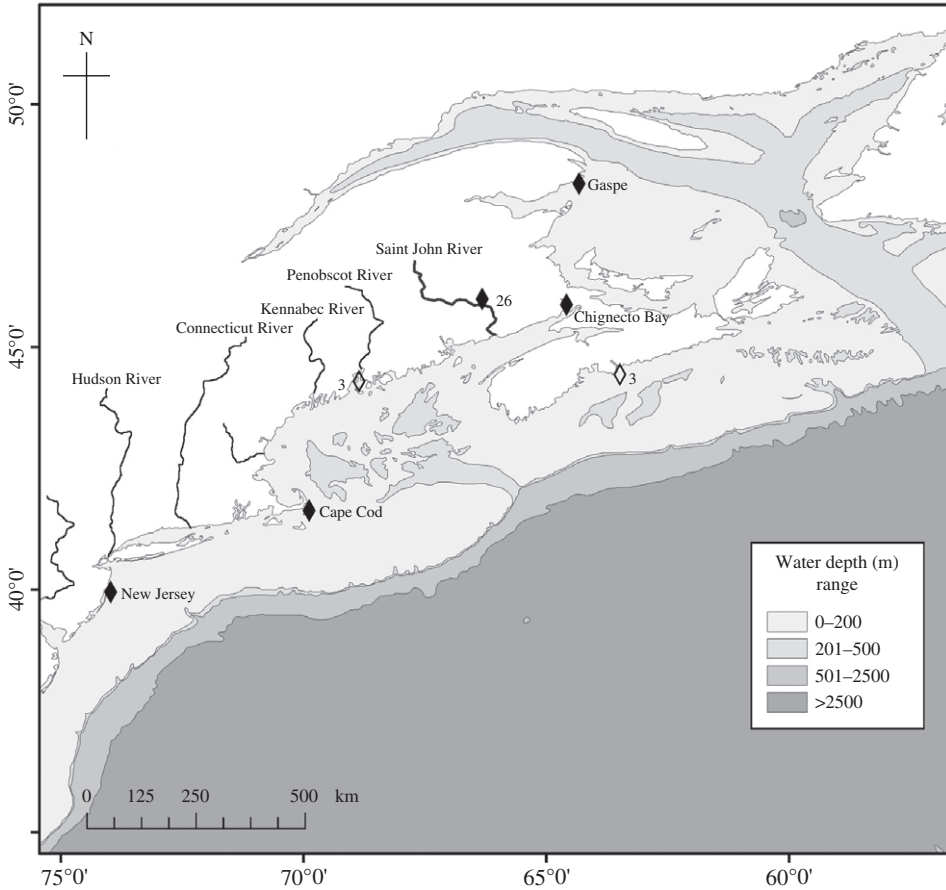 N
50°0'
Gaspe
Saint John River
Penobscot River
26
Kennabec River
Chignecto Bay
Connecticut River
45°0'
Hudson River
3
3
Cape Cod
Water depth (m)
range
40°0'
New Jersey
0–200
201–500
501–2500
>2500
0 125 250 500 km
75°0' 70°0' 65°0' 60°0'